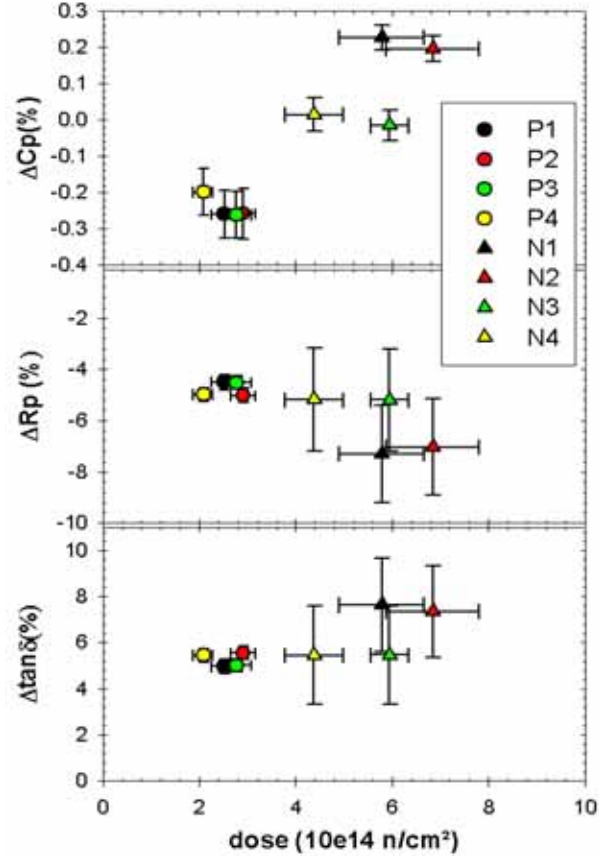 ΔCp(%)
0.3
0.2
0.1
0.0
-0.1
-0.2
-0.3
-0.4
P1
P2
P3
P4
N1
N2
N3
N4
ΔRp (%)
-2
-4
-6
-8
-10
Δtanδ(%)
10
8
6
4
2
0
0 2 4 6 8 10
dose (10e14 n/cm²)